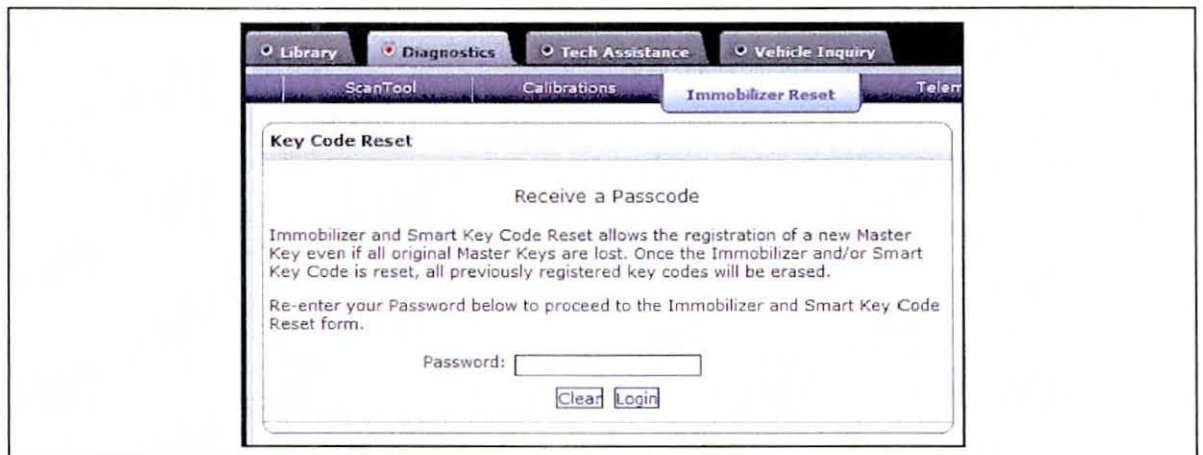 Library Diagnostics Tech Assistance Vehicle Inquiry
ScanTool Calibrations Immobilizer Reset Telem
Key Code Reset
Receive a Passcode
Immobilizer and Smart Key Code Reset allows the registration of a new Master
Key even if all original Master Keys are lost. Once the Immobilizer and/or Smart
Key Code is reset, all previously registered key codes will be erased.
Re-enter your Password below to proceed to the Immobilizer and Smart Key Code
Reset form.
Password:
Clear Login